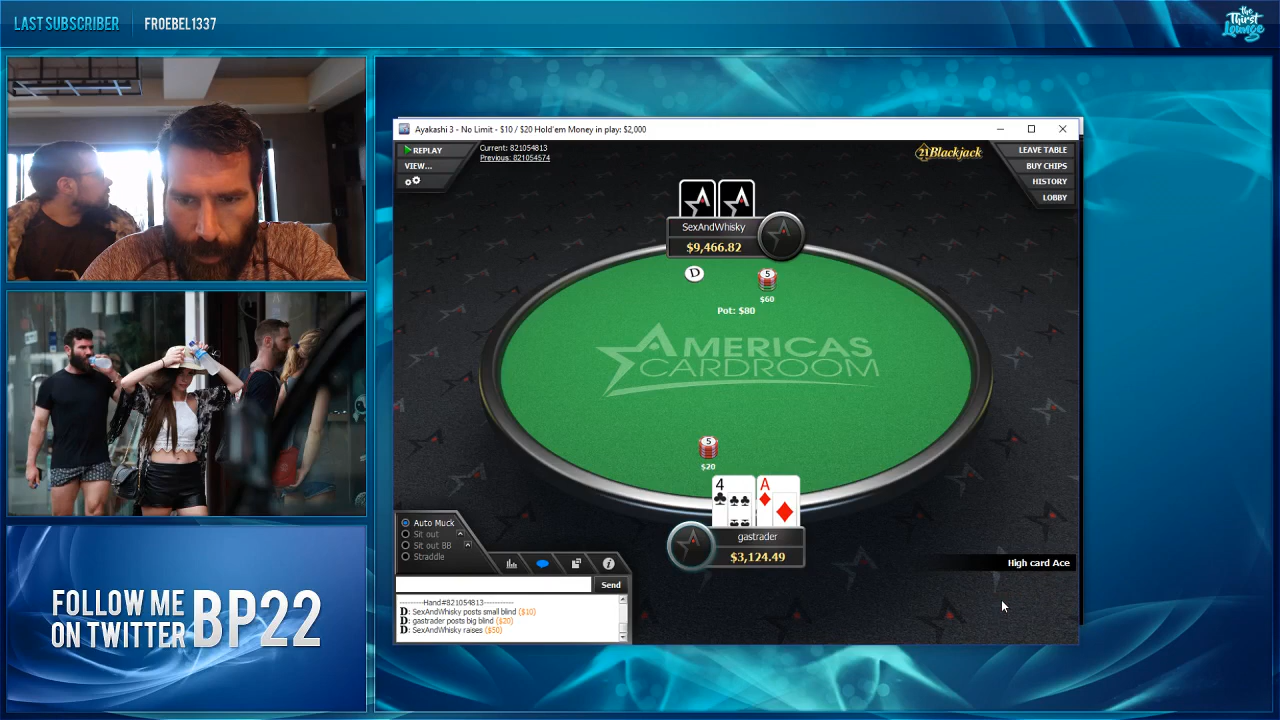 LAST SUBSCRIBER
FROEBEL1337
the
Thirst
Lounge
Ayakashi 3 - No Limit - $10 / $20 Hold'em Money in play: $2,000
REPLAY
VIEW...
Current: 821054813
Previous: 821054574
21 Blackjack
LEAVE TABLE
BUY CHIPS
HISTORY
LOBBY
SexAndWhisky
$9,466.82
D
5
$60
Pot: $80
AMERICAS
CARDROOM
5
$20
4
A
gastrader
$3,124.49
High card Ace
Auto Muck
Sit out
Sit out BB
Straddle
Send
---------Hand#821054813-----------
D: SexAndWhisky posts small blind ($10)
D: gastrader posts big blind ($20)
D: SexAndWhisky raises ($50)
FOLLOW ME
ON TWITTER
BP22